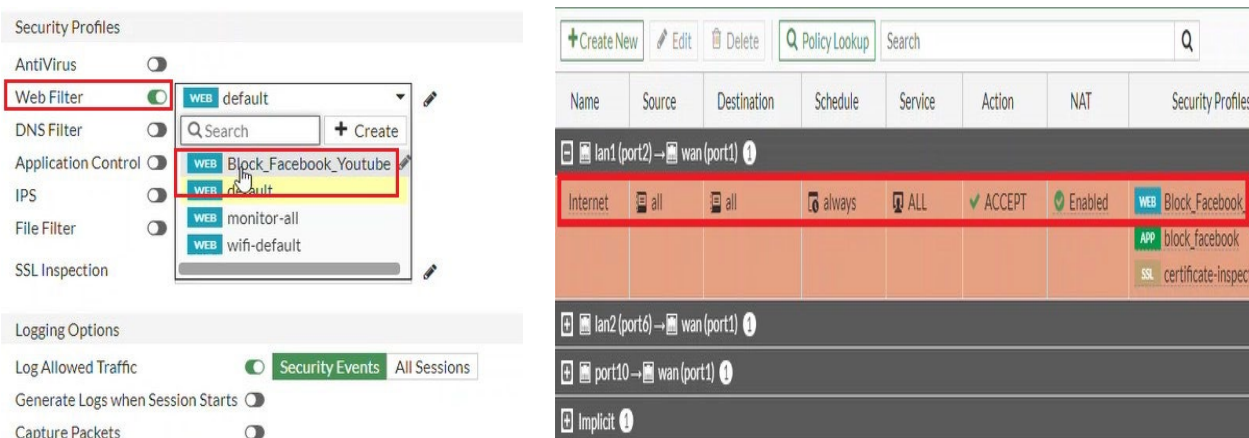 Security Profiles
AntiVirus
Web Filter
WEB default
DNS Filter
Search
+ Create
Application Control
WEB Block_Facebook_Youtube
IPS
WEB default
File Filter
WEB monitor-all
WEB wifi-default
SSL Inspection
Logging Options
Log Allowed Traffic Security Events All Sessions
Generate Logs when Session Starts
Capture Packets
+ Create New Edit Delete Policy Lookup Search
Name Source Destination Schedule Service Action NAT Security Profiles
lan1 (port2) → wan (port1) 1
Internet all all always ALL ACCEPT Enabled WEB Block_Facebook_
APP block_facebook
SSL certificate-inspec
lan2 (port6) → wan (port1) 1
port10 → wan (port1) 1
Implicit 1